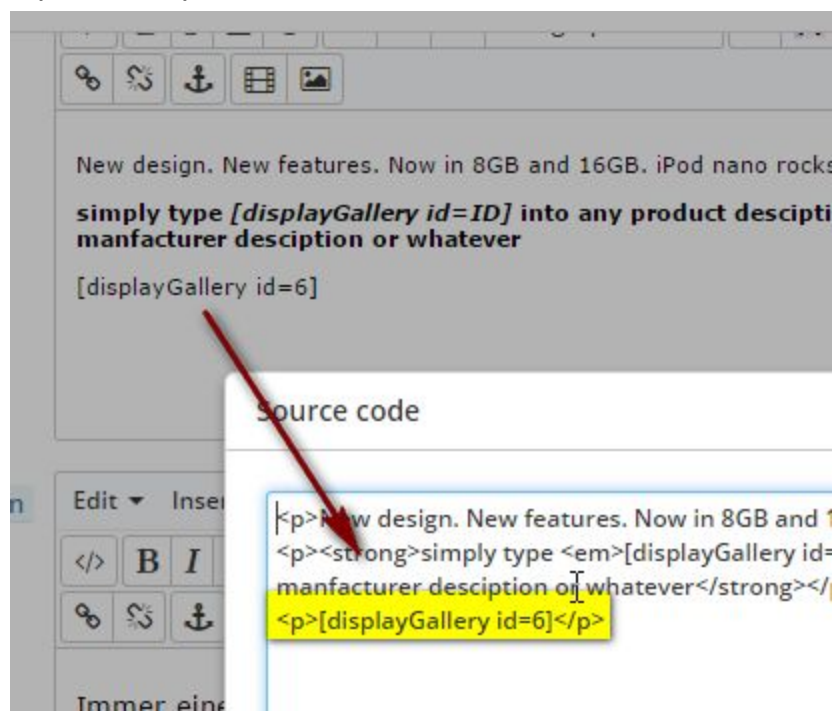 New design. New features. Now in 8GB and 16GB. iPod nano rocks
simply type [displayGallery id=ID] into any product descipti
manfacturer desciption or whatever
[displayGallery id=6]
Source code
n
Edit Inser
<p>New design. New features. Now in 8GB and 1
</> B I
<p><strong>simply type <em>[displayGallery id=
manfacturer desciption or whatever</strong></p
<p>[displayGallery id=6]</p>
Immer eine